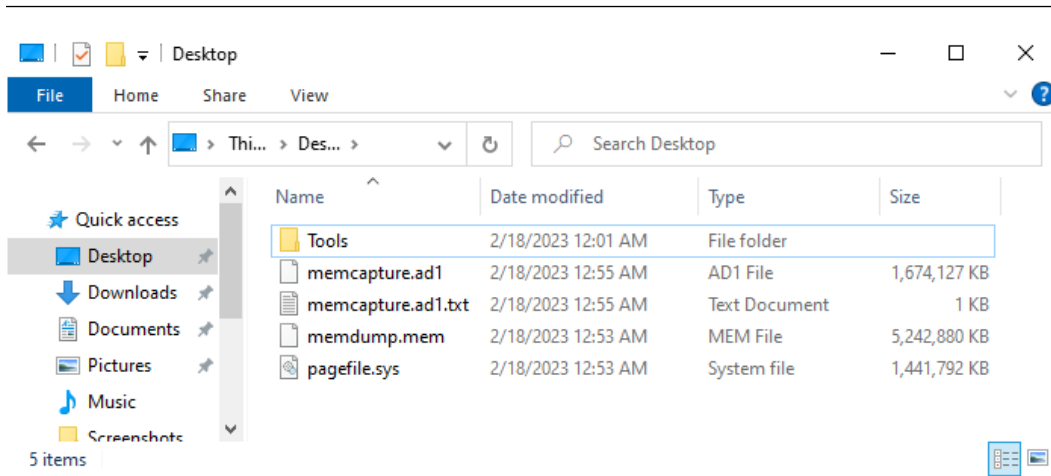 Desktop
File Home Share View
Thi... Des... Search Desktop
Name Date modified Type Size
Quick access
Desktop
Downloads
Documents
Pictures
Music
Screenshots
Tools 2/18/2023 12:01 AM File folder
memcapture.ad1 2/18/2023 12:55 AM AD1 File 1,674,127 KB
memcapture.ad1.txt 2/18/2023 12:55 AM Text Document 1 KB
memdump.mem 2/18/2023 12:53 AM MEM File 5,242,880 KB
pagefile.sys 2/18/2023 12:53 AM System file 1,441,792 KB
5 items